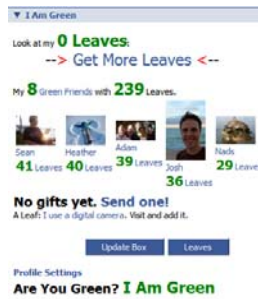 ▼ I Am Green
Look at my 0 Leaves.
--> Get More Leaves <--
My 8 Green Friends with 239 Leaves.
Sean
41 Leaves
Heather
40 Leaves
Adam
39 Leaves
Josh
36 Leaves
Nads
29 Leave
No gifts yet. Send one!
A Leaf: I use a digital camera. Visit and add it.
Update Box
Leaves
Profile Settings
Are You Green? I Am Green